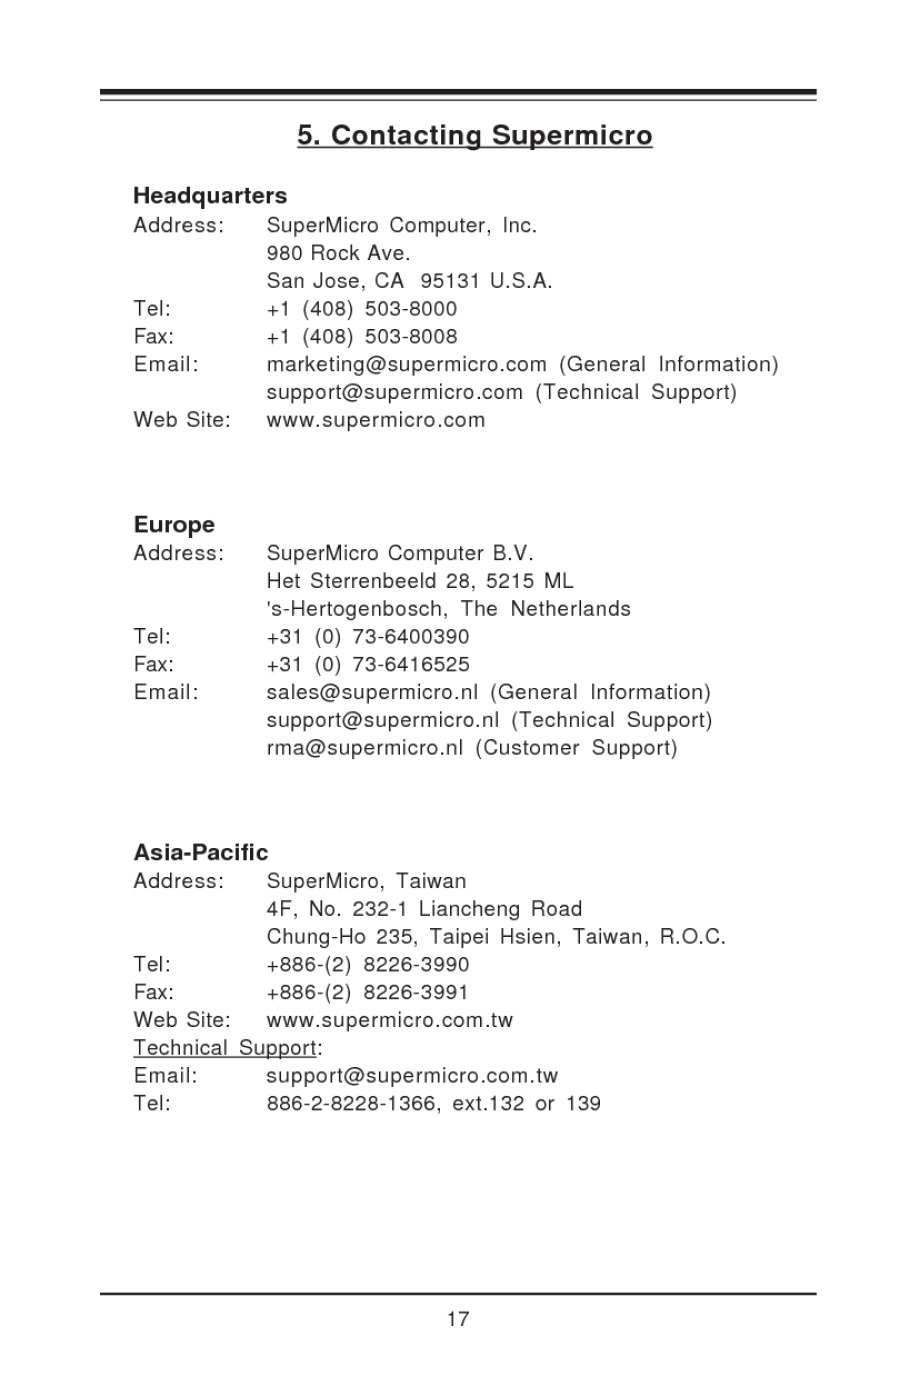 5. Contacting Supermicro
Headquarters
Address: SuperMicro Computer, Inc.
980 Rock Ave.
San Jose, CA 95131 U.S.A.
Tel: +1 (408) 503-8000
Fax: +1 (408) 503-8008
Email: marketing@supermicro.com (General Information)
support@supermicro.com (Technical Support)
Web Site: www.supermicro.com
Europe
Address: SuperMicro Computer B.V.
Het Sterrenbeeld 28, 5215 ML
's-Hertogenbosch, The Netherlands
Tel: +31 (0) 73-6400390
Fax: +31 (0) 73-6416525
Email: sales@supermicro.nl (General Information)
support@supermicro.nl (Technical Support)
rma@supermicro.nl (Customer Support)
Asia-Pacific
Address: SuperMicro, Taiwan
4F, No. 232-1 Liancheng Road
Chung-Ho 235, Taipei Hsien, Taiwan, R.O.C.
Tel: +886-(2) 8226-3990
Fax: +886-(2) 8226-3991
Web Site: www.supermicro.com.tw
Technical Support:
Email: support@supermicro.com.tw
Tel: 886-2-8228-1366, ext.132 or 139
17